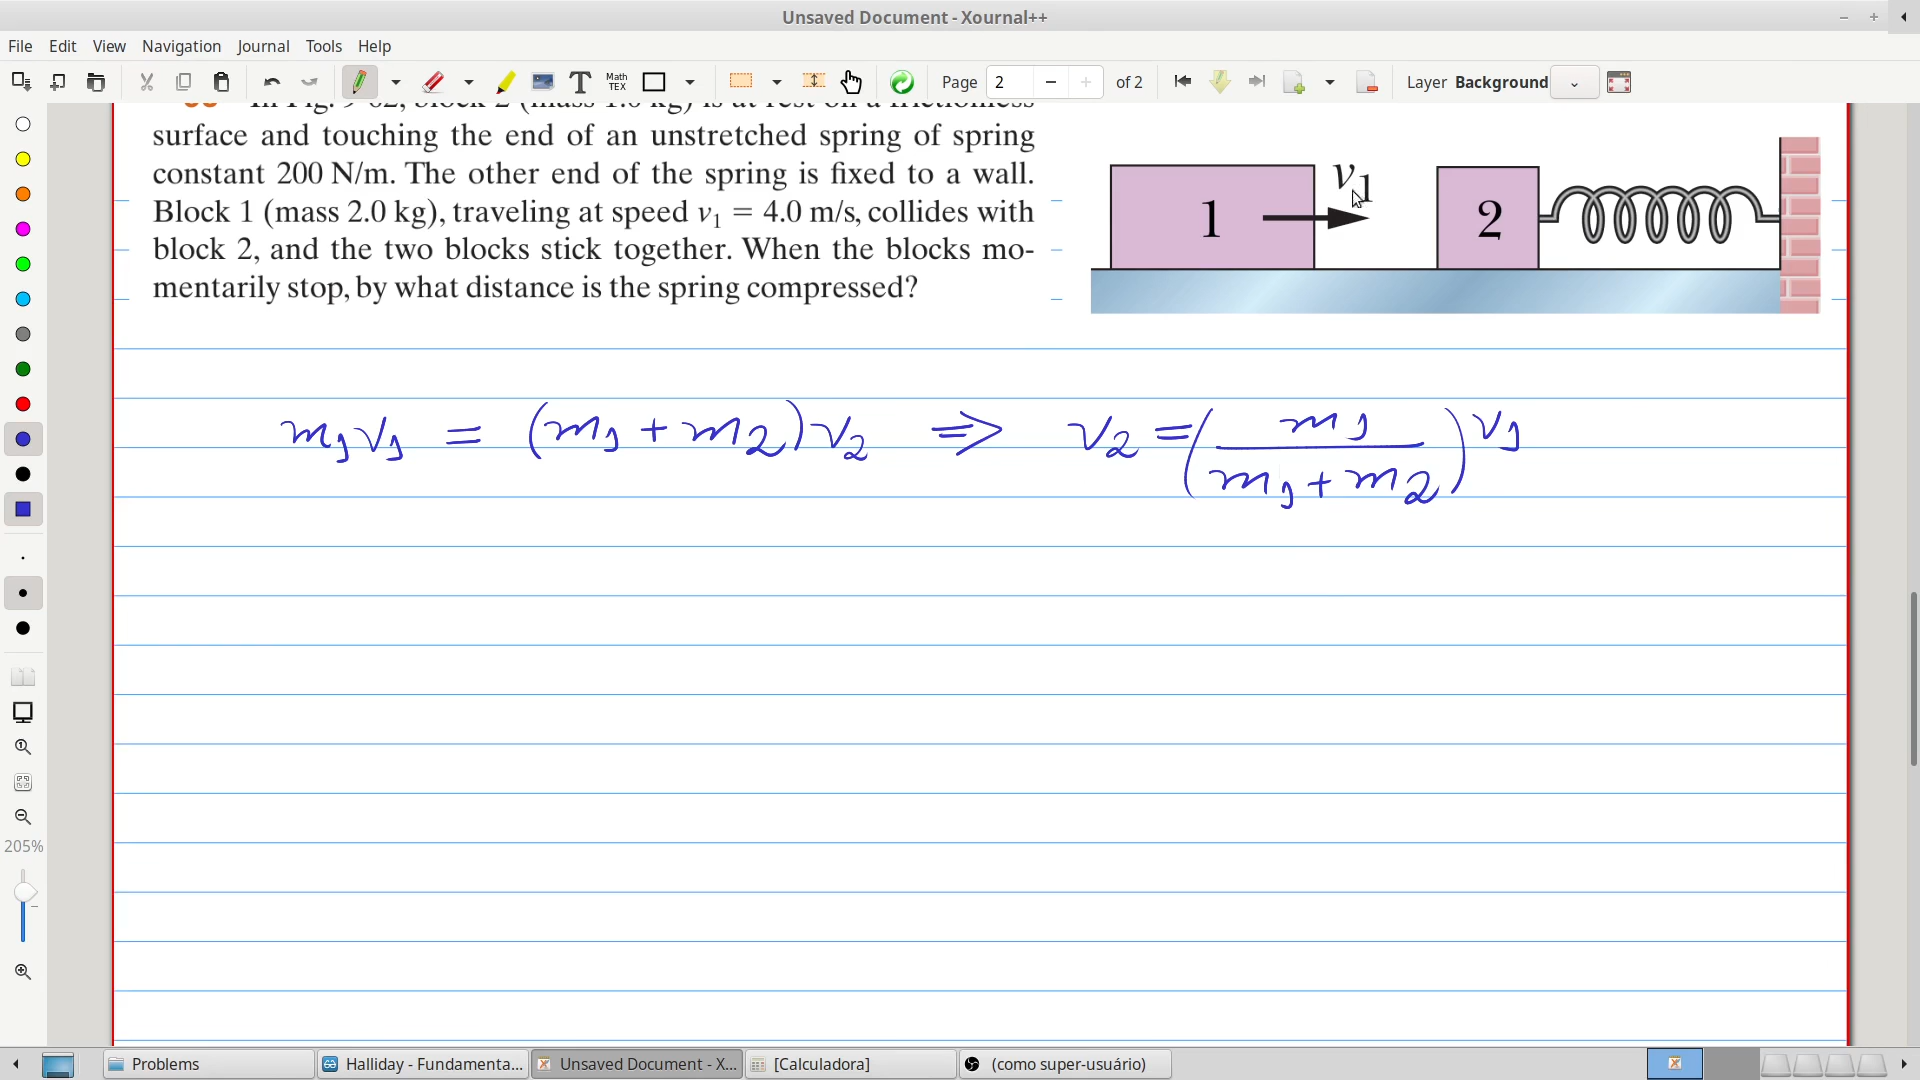 Unsaved Document - Xournal++
File Edit View Navigation Journal Tools Help
Math TEX
Page 2 of 2
Layer Background
surface and touching the end of an unstretched spring of spring
constant 200 N/m. The other end of the spring is fixed to a wall.
Block 1 (mass 2.0 kg), traveling at speed v₁ = 4.0 m/s, collides with
block 2, and the two blocks stick together. When the blocks mo-
mentarily stop, by what distance is the spring compressed?
v₁
1
2
m₁v₁ = (m₁ + m₂)v₂ ⇒ v₂ = (m₁ / (m₁ + m₂)) v₁
205%
Problems
Halliday - Fundamenta...
Unsaved Document - X...
[Calculadora]
(como super-usuário)